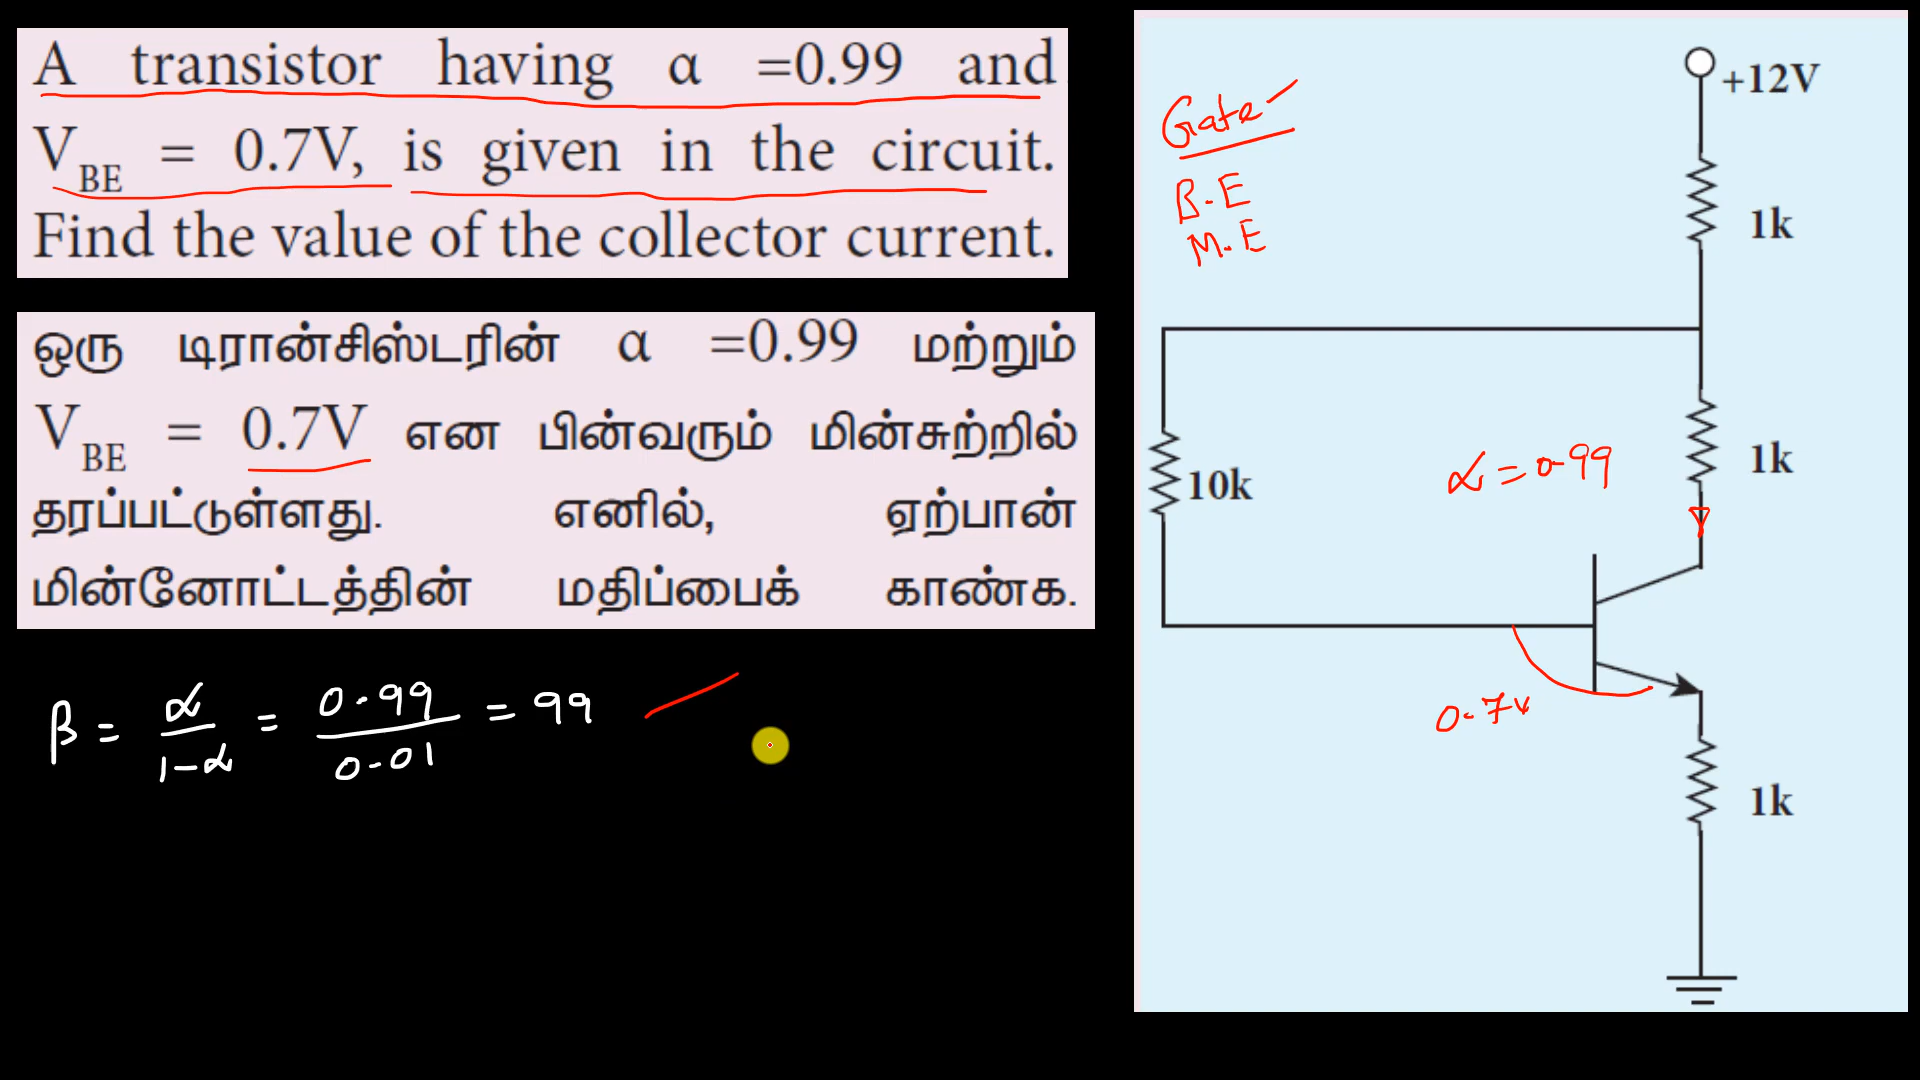 A transistor having α =0.99 and
VBE = 0.7V, is given in the circuit.
Find the value of the collector current.
ஒரு டிரான்சிஸ்டரின் α =0.99 மற்றும்
VBE = 0.7V என பின்வரும் மின்சுற்றில்
தரப்பட்டுள்ளது. எனில், ஏற்பான்
மின்னோட்டத்தின் மதிப்பைக் காண்க.
β = α/1-α = 0.99/0.01 = 99
Gate
B.E
M.E
+12V
1k
10k
α = 0.99
1k
0.7v
1k